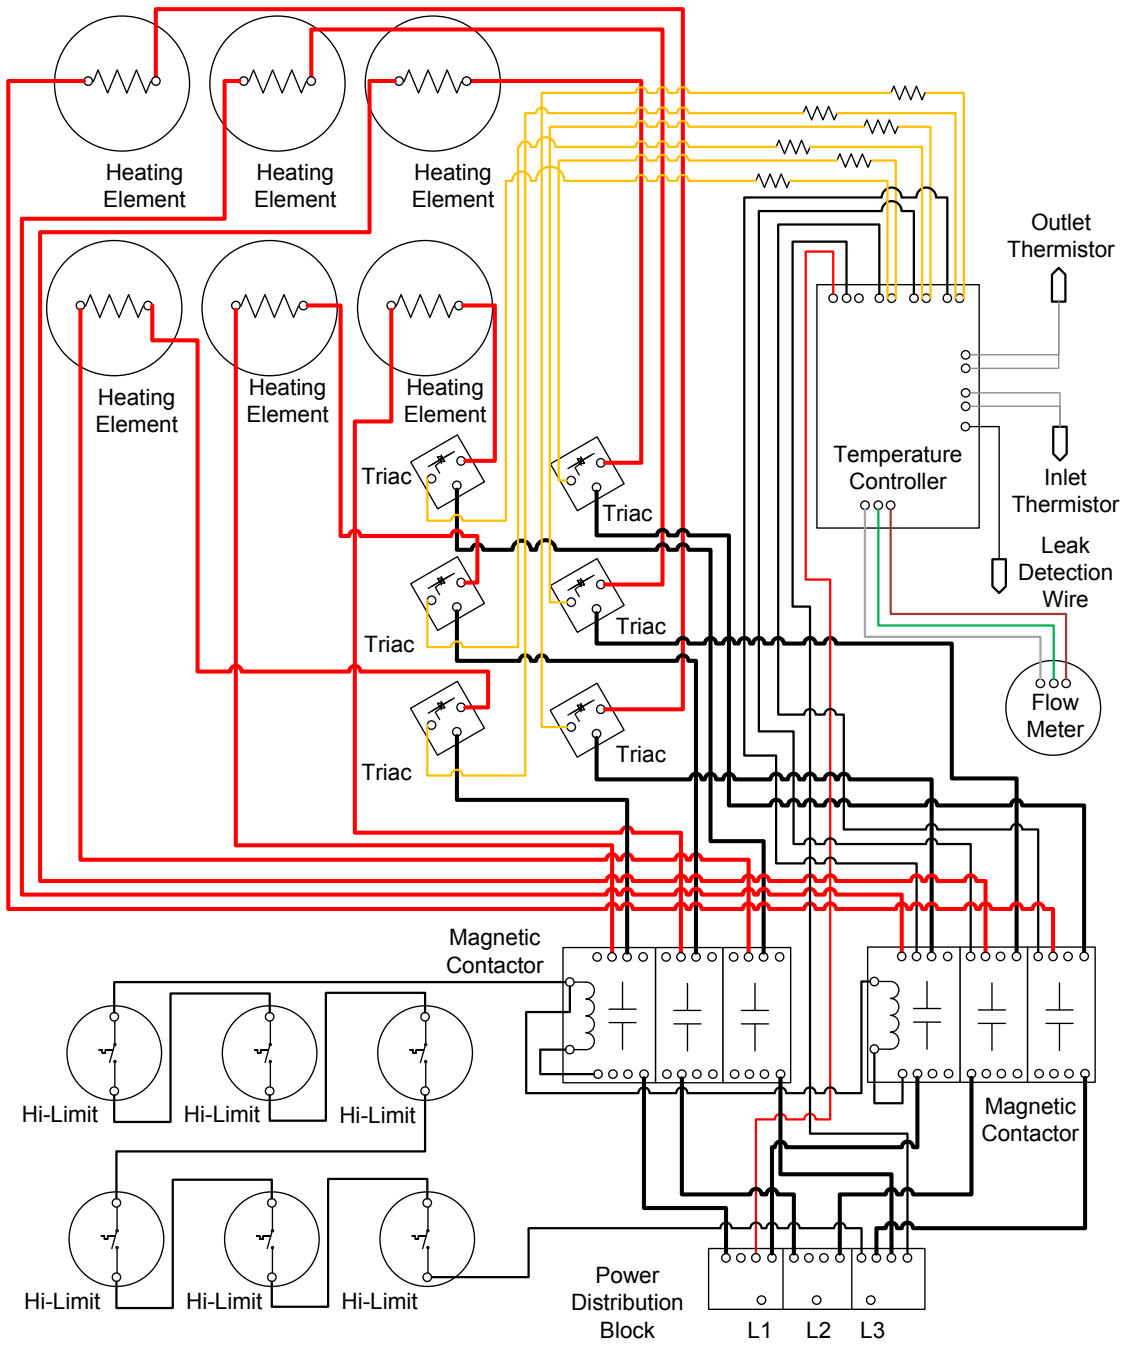 Heating
Element
Heating
Element
Heating
Element
Outlet
Thermistor
Heating
Element
Heating
Element
Heating
Element
Triac
Triac
Temperature
Controller
Inlet
Thermistor
Leak
Detection
Wire
Triac
Triac
Flow
Meter
Triac
Triac
Magnetic
Contactor
Hi-Limit
Hi-Limit
Hi-Limit
Magnetic
Contactor
Hi-Limit
Hi-Limit
Hi-Limit
Power
Distribution
Block
L1
L2
L3